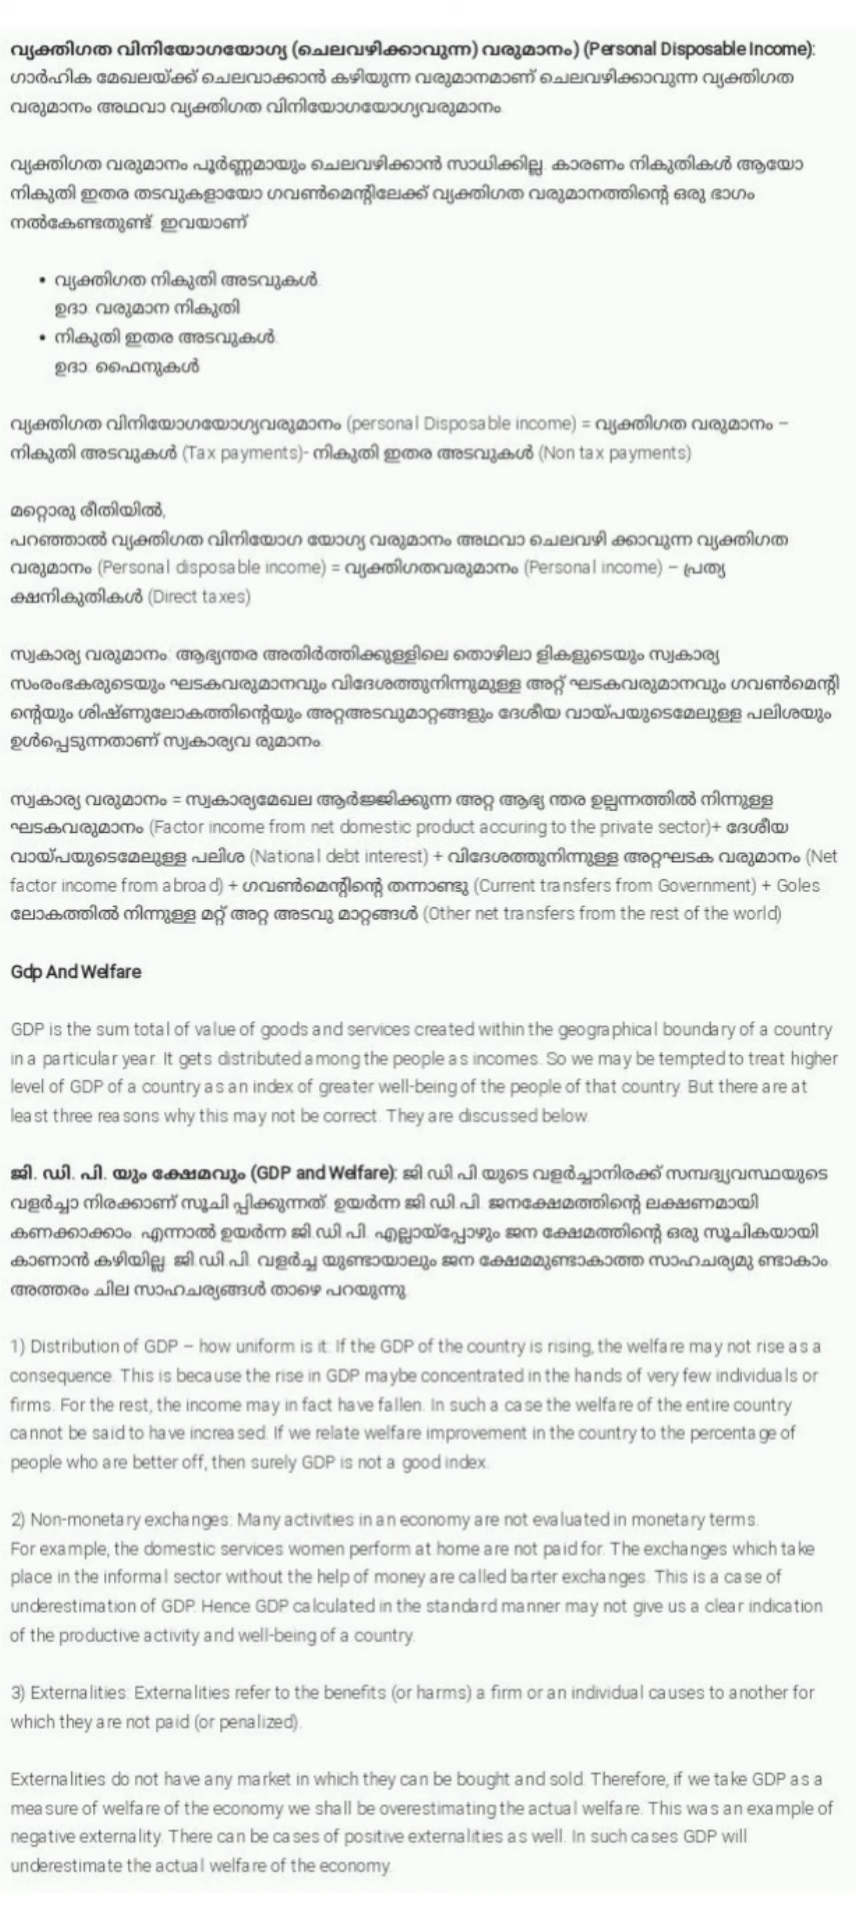 വ്യക്തിഗത വിനിയോഗയോഗ്യ (ചെലവഴിക്കാവുന്ന) വരുമാനം) (Personal Disposable Income):
ഗാർഹിക മേഖലയ്ക്ക് ചെലവാക്കാൻ കഴിയുന്ന വരുമാനമാണ് ചെലവഴിക്കാവുന്ന വ്യക്തിഗത
വരുമാനം അഥവാ വ്യക്തിഗത വിനിയോഗയോഗ്യവരുമാനം.
വ്യക്തിഗത വരുമാനം പൂർണ്ണമായും ചെലവഴിക്കാൻ സാധിക്കില്ല. കാരണം നികുതികൾ ആയോ
നികുതി ഇതര തടവുകളായോ ഗവൺമെന്റിലേക്ക് വ്യക്തിഗത വരുമാനത്തിന്റെ ഒരു ഭാഗം
നൽകേണ്ടതുണ്ട്. ഇവയാണ്
• വ്യക്തിഗത നികുതി അടവുകൾ.
ഉദാ: വരുമാന നികുതി
• നികുതി ഇതര അടവുകൾ.
ഉദാ: ഫൈനുകൾ
വ്യക്തിഗത വിനിയോഗയോഗ്യവരുമാനം (personal Disposable income) = വ്യക്തിഗത വരുമാനം –
നികുതി അടവുകൾ (Tax payments)- നികുതി ഇതര അടവുകൾ (Non tax payments)
മറ്റൊരു രീതിയിൽ,
പറഞ്ഞാൽ വ്യക്തിഗത വിനിയോഗ യോഗ്യ വരുമാനം അഥവാ ചെലവഴി ക്കാവുന്ന വ്യക്തിഗത
വരുമാനം (Personal disposable income) = വ്യക്തിഗതവരുമാനം (Personal income) – പ്രത്യ
ക്ഷനികുതികൾ (Direct taxes)
സ്വകാര്യ വരുമാനം: ആഭ്യന്തര അതിർത്തിക്കുള്ളിലെ തൊഴിലാ ളികളുടെയും സ്വകാര്യ
സംരംഭകരുടെയും ഘടകവരുമാനവും വിദേശത്തുനിന്നുമുള്ള അറ്റ് ഘടകവരുമാനവും ഗവൺമെന്റി
ന്റെയും ശിഷ്ണുലോകത്തിന്റെയും അറ്റഅടവുമാറ്റങ്ങളും ദേശീയ വായ്പയുടെമേലുള്ള പലിശയും
ഉൾപ്പെടുന്നതാണ് സ്വകാര്യവ രുമാനം.
സ്വകാര്യ വരുമാനം = സ്വകാര്യമേഖല ആർജ്ജിക്കുന്ന അറ്റ ആഭ്യ ന്തര ഉല്പന്നത്തിൽ നിന്നുള്ള
ഘടകവരുമാനം (Factor income from net domestic product accuring to the private sector)+ ദേശീയ
വായ്പയുടെമേലുള്ള പലിശ (National debt interest) + വിദേശത്തുനിന്നുള്ള അറ്റഘടക വരുമാനം (Net
factor income from abroad) + ഗവൺമെന്റിന്റെ തന്നാണ്ടു (Current transfers from Government) + Goles
ലോകത്തിൽ നിന്നുള്ള മറ്റ് അറ്റ അടവു മാറ്റങ്ങൾ (Other net transfers from the rest of the world)
Gdp And Welfare
GDP is the sum total of value of goods and services created within the geographical boundary of a country
in a particular year. It gets distributed among the people as incomes. So we may be tempted to treat higher
level of GDP of a country as an index of greater well-being of the people of that country. But there are at
least three reasons why this may not be correct. They are discussed below.
ജി. ഡി. പി. യും ക്ഷേമവും (GDP and Welfare): ജി.ഡി.പി യുടെ വളർച്ചാനിരക്ക് സമ്പദ്വ്യവസ്ഥയുടെ
വളർച്ചാ നിരക്കാണ് സൂചി പ്പിക്കുന്നത്. ഉയർന്ന ജി.ഡി.പി. ജനക്ഷേമത്തിന്റെ ലക്ഷണമായി
കണക്കാക്കാം. എന്നാൽ ഉയർന്ന ജി.ഡി.പി. എല്ലായ്പ്പോഴും ജന ക്ഷേമത്തിന്റെ ഒരു സൂചികയായി
കാണാൻ കഴിയില്ല. ജി.ഡി.പി. വളർച്ച യുണ്ടായാലും ജന ക്ഷേമമുണ്ടാകാത്ത സാഹചര്യമു ണ്ടാകാം.
അത്തരം ചില സാഹചര്യങ്ങൾ താഴെ പറയുന്നു.
1) Distribution of GDP – how uniform is it: If the GDP of the country is rising, the welfare may not rise as a
consequence. This is because the rise in GDP maybe concentrated in the hands of very few individuals or
firms. For the rest, the income may in fact have fallen. In such a case the welfare of the entire country
cannot be said to have increased. If we relate welfare improvement in the country to the percentage of
people who are better off, then surely GDP is not a good index.
2) Non-monetary exchanges: Many activities in an economy are not evaluated in monetary terms.
For example, the domestic services women perform at home are not paid for. The exchanges which take
place in the informal sector without the help of money are called barter exchanges. This is a case of
underestimation of GDP. Hence GDP calculated in the standard manner may not give us a clear indication
of the productive activity and well-being of a country.
3) Externalities: Externalities refer to the benefits (or harms) a firm or an individual causes to another for
which they are not paid (or penalized).
Externalities do not have any market in which they can be bought and sold. Therefore, if we take GDP as a
measure of welfare of the economy we shall be overestimating the actual welfare. This was an example of
negative externality. There can be cases of positive externalities as well. In such cases GDP will
underestimate the actual welfare of the economy.